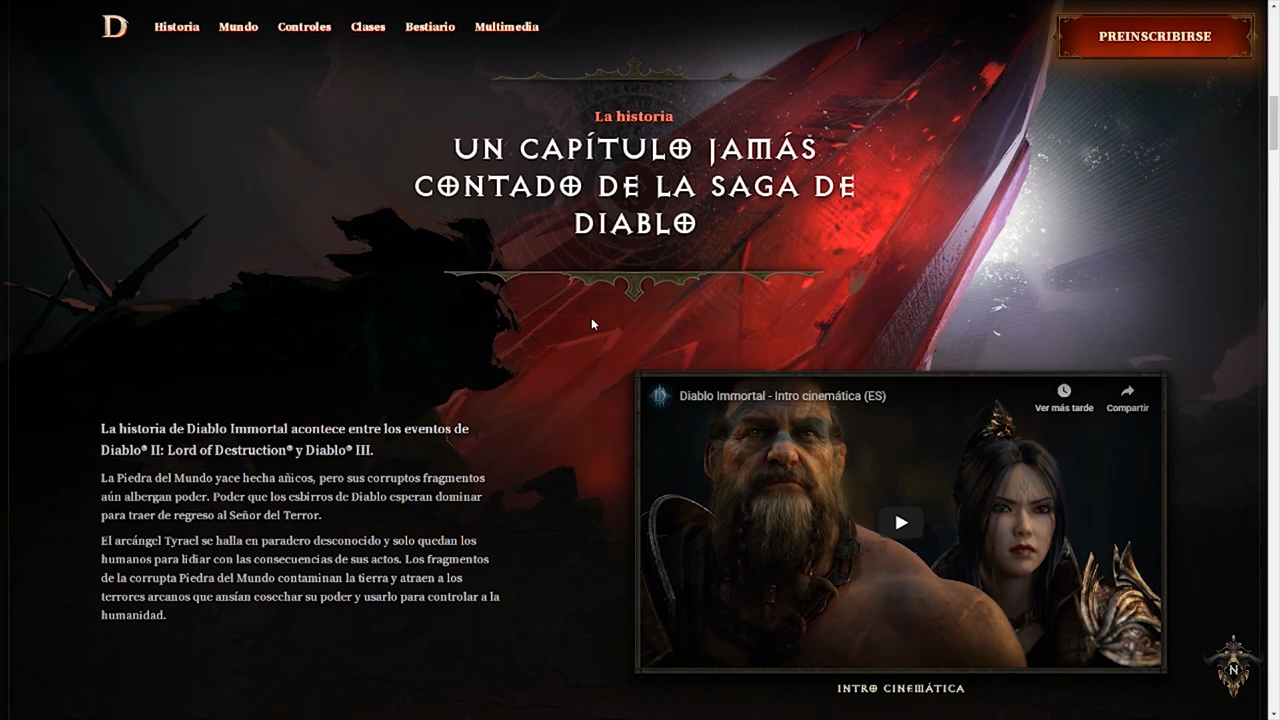 D
Historia Mundo Controles Clases Bestiario Multimedia
PREINSCRIBIRSE
La historia
UN CAPÍTULO JAMÁS
CONTADO DE LA SAGA DE
DIABLO
La historia de Diablo Immortal acontece entre los eventos de
Diablo® II: Lord of Destruction® y Diablo® III.
La Piedra del Mundo yace hecha añicos, pero sus corruptos fragmentos
aún albergan poder. Poder que los esbirros de Diablo esperan dominar
para traer de regreso al Señor del Terror.
El arcángel Tyrael se halla en paradero desconocido y solo quedan los
humanos para lidiar con las consecuencias de sus actos. Los fragmentos
de la corrupta Piedra del Mundo contaminan la tierra y atraen a los
terrores arcanos que ansían cosechar su poder y usarlo para controlar a la
humanidad.
Diablo Immortal - Intro cinemática (ES)
Ver más tarde
Compartir
INTRO CINEMÁTICA
N